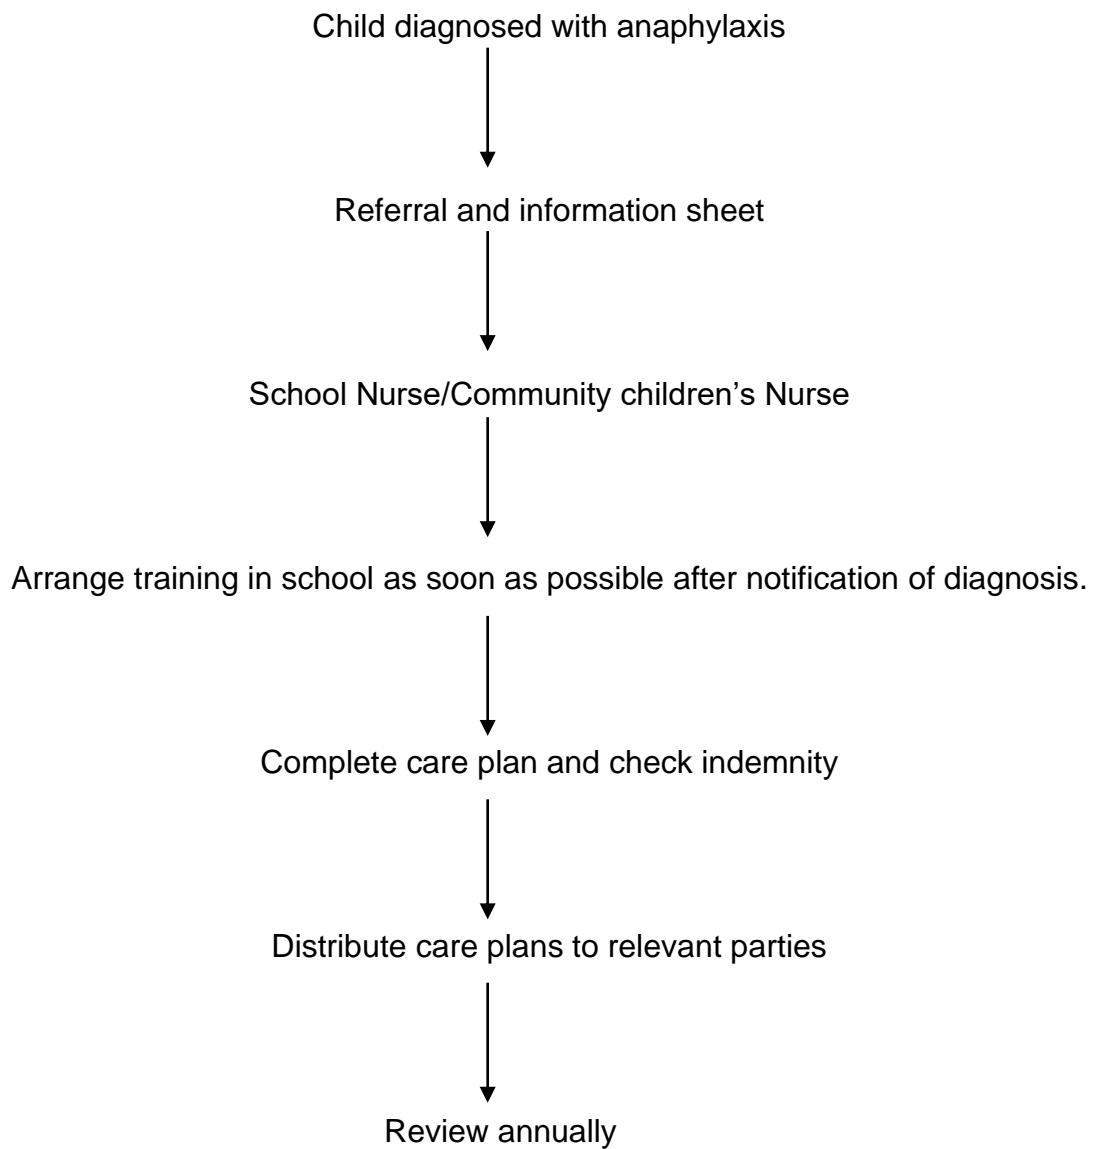 Child diagnosed with anaphylaxis
Referral and information sheet
School Nurse/Community children’s Nurse
Arrange training in school as soon as possible after notification of diagnosis.
Complete care plan and check indemnity
Distribute care plans to relevant parties
Review annually